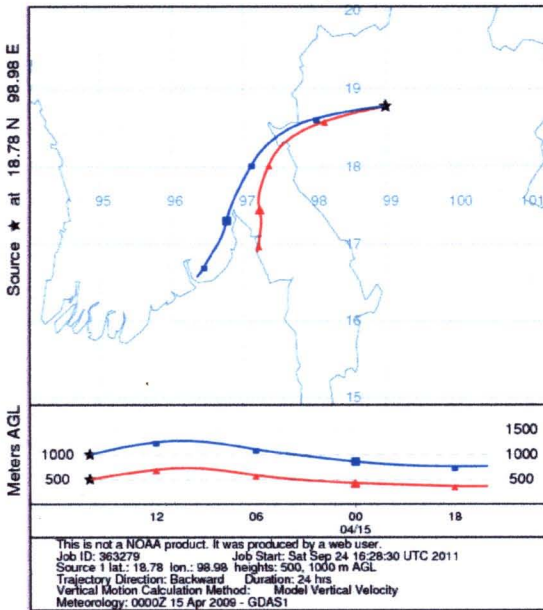 Source ★ at 18.78 N 98.98 E
20
19
18
95 96 97 98 99 100
17
16
15
Meters AGL
1500
1000 1000
500 500
12 06 00 18
04/15
This is not a NOAA product. It was produced by a web user.
Job ID: 363279 Job Start: Sat Sep 24 16:28:30 UTC 2011
Source 1 lat.: 18.78 lon.: 98.98 heights: 500, 1000 m AGL
Trajectory Direction: Backward Duration: 24 hrs
Vertical Motion Calculation Method: Model Vertical Velocity
Meteorology: 0000Z 15 Apr 2009 - GDAS1